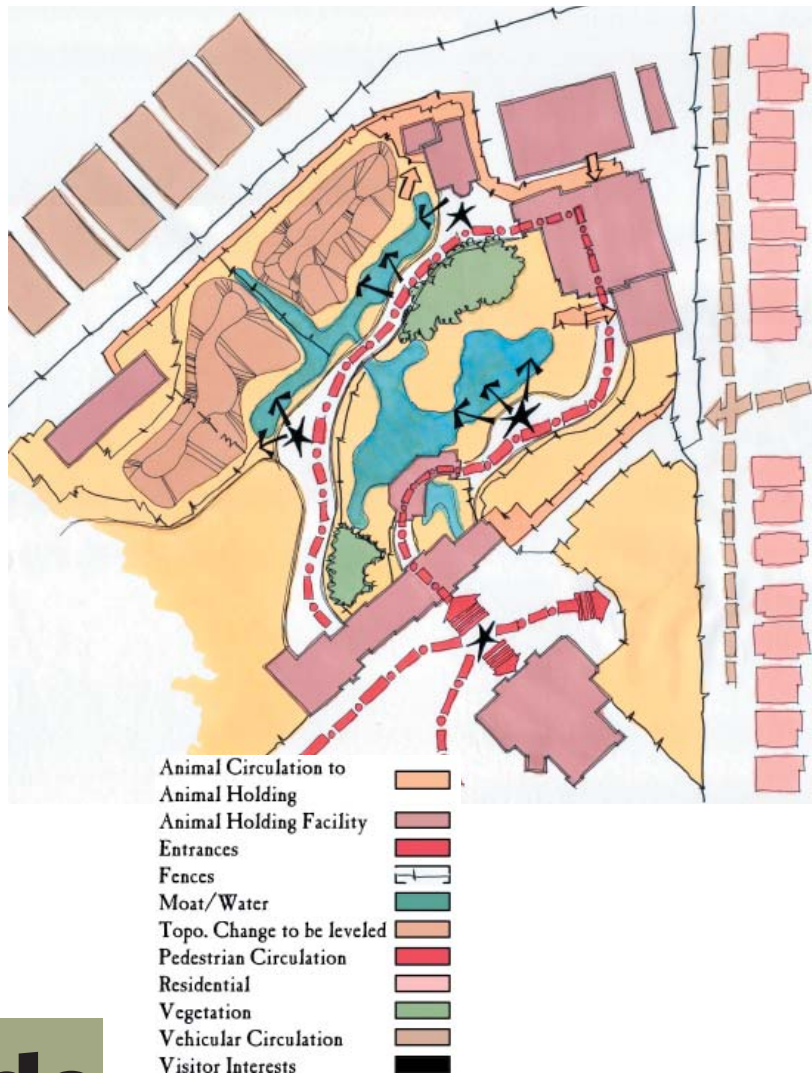 Animal Circulation to
Animal Holding
Animal Holding Facility
Entrances
Fences
Moat/Water
Topo. Change to be leveled
Pedestrian Circulation
Residential
Vegetation
Vehicular Circulation
Visitor Interests